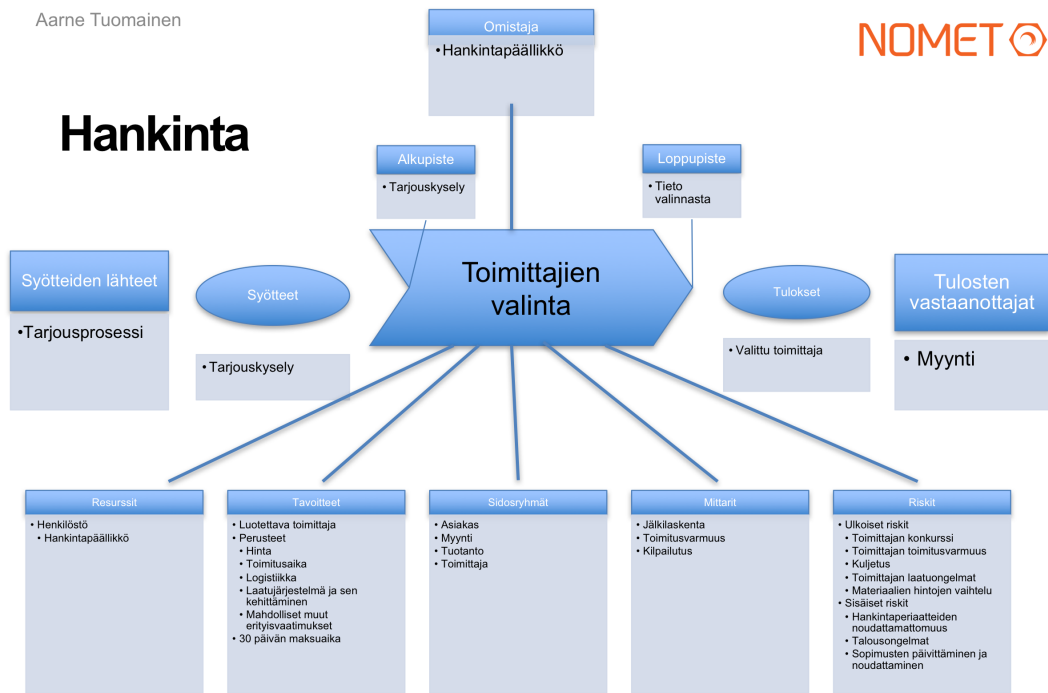 Aarne Tuomainen
NOMET
Hankinta
Omistaja
•Hankintapäällikkö
Alkupiste
• Tarjouskysely
Loppupiste
• Tieto
valinnasta
Syötteiden lähteet
•Tarjousprosessi
Syötteet
• Tarjouskysely
Toimittajien
valinta
Tulokset
• Valittu toimittaja
Tulosten
vastaanottajat
• Myynti
Resurssit
• Henkilöstö
• Hankintapäällikkö
Tavoitteet
• Luotettava toimittaja
• Perusteet
• Hinta
• Toimitusaika
• Logistiikka
• Laatujärjestelmä ja sen
kehittäminen
• Mahdolliset muut
erityisvaatimukset
• 30 päivän maksuaika
Sidosryhmät
• Asiakas
• Myynti
• Tuotanto
• Toimittaja
Mittarit
• Jälkilaskenta
• Toimitusvarmuus
• Kilpailutus
Riskit
• Ulkoiset riskit
• Toimittajan konkurssi
• Toimittajan toimitusvarmuus
• Kuljetus
• Toimittajan laatuongelmat
• Materiaalien hintojen vaihtelu
• Sisäiset riskit
• Hankintaperiaatteiden
noudattamattomuus
• Talousongelmat
• Sopimusten päivittäminen ja
noudattaminen